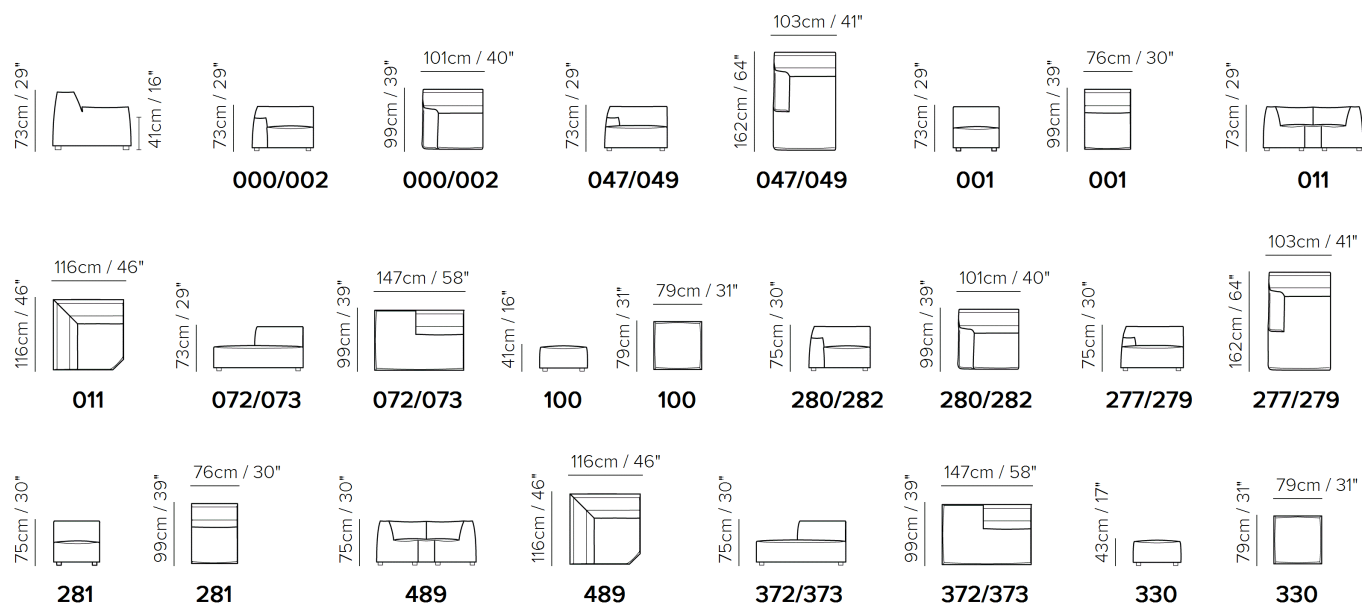 103cm / 41"
73cm / 29"
41cm / 16"
73cm / 29"
101cm / 40"
99cm / 39"
73cm / 29"
162cm / 64"
73cm / 29"
76cm / 30"
99cm / 39"
73cm / 29"
000/002
000/002
047/049
047/049
001
001
011
103cm / 41"
116cm / 46"
116cm / 46"
73cm / 29"
147cm / 58"
99cm / 39"
41cm / 16"
79cm / 31"
79cm / 31"
75cm / 30"
101cm / 40"
99cm / 39"
75cm / 30"
162cm / 64"
011
072/073
072/073
100
100
280/282
280/282
277/279
277/279
75cm / 30"
76cm / 30"
99cm / 39"
75cm / 30"
116cm / 46"
116cm / 46"
75cm / 30"
147cm / 58"
99cm / 39"
43cm / 17"
79cm / 31"
79cm / 31"
281
281
489
489
372/373
372/373
330
330